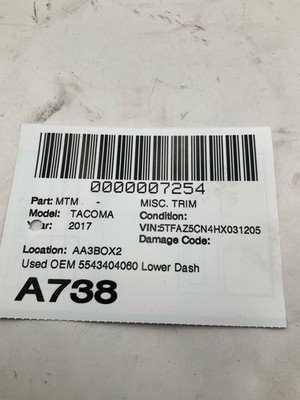 0000007254
Part: MTM - MISC. TRIM
Model: TACOMA Condition:
ar: 2017 VIN:5TFAZ5CN4HX031205
Damage Code:
Location: AA3BOX2
Used OEM 5543404060 Lower Dash
A738